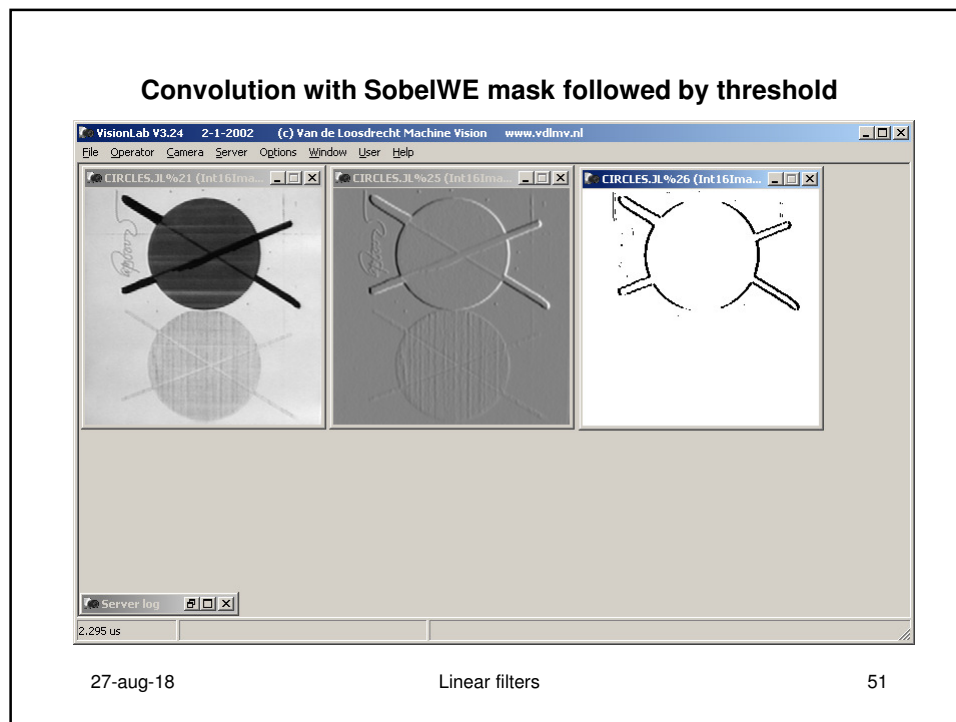 Convolution with SobelWE mask followed by threshold
VisionLab V3.24 2-1-2002 (c) Van de Loosdrecht Machine Vision www.vdlmv.nl
File Operator Camera Server Options Window User Help
CIRCLES.JL%21 (Int16Ima... CIRCLES.JL%25 (Int16Ima... CIRCLES.JL%26 (Int16Ima...
Server log
2.295 us
27-aug-18 Linear filters 51